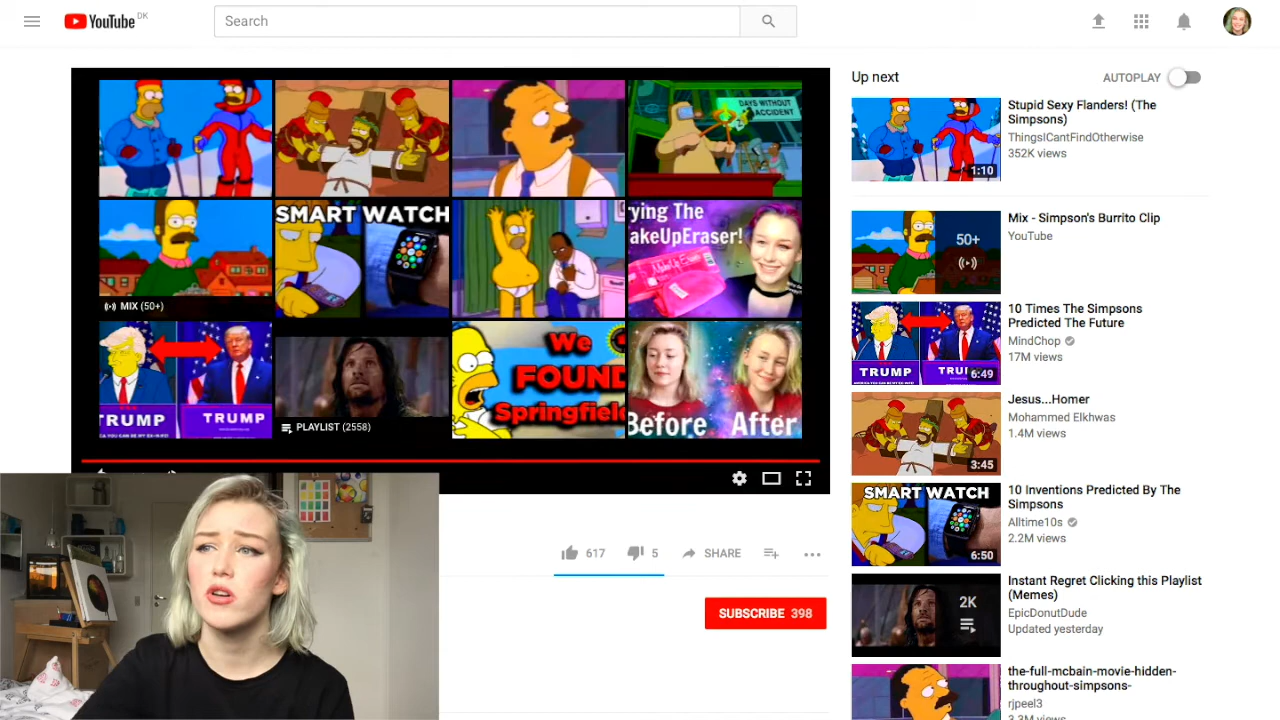 YouTube DK
Search
DAYS WITHOUT
ACCIDENT
SMART WATCH
rying The
akeUpEraser!
MIX (50+)
TRUMP
TRUMP
PLAYLIST (2558)
We
FOUND
Springfiel
Before
After
617
5
SHARE
SUBSCRIBE 398
Up next
AUTOPLAY
Stupid Sexy Flanders! (The
Simpsons)
ThingsICantFindOtherwise
352K views
1:10
Mix - Simpson's Burrito Clip
YouTube
50+
10 Times The Simpsons
Predicted The Future
MindChop
17M views
TRUMP
TRU
6:49
Jesus...Homer
Mohammed Elkhwas
1.4M views
3:45
SMART WATCH
10 Inventions Predicted By The
Simpsons
Alltime10s
2.2M views
6:50
Instant Regret Clicking this Playlist
(Memes)
EpicDonutDude
Updated yesterday
2K
the-full-mcbain-movie-hidden-
throughout-simpsons-
rjpeel3
3.3M views